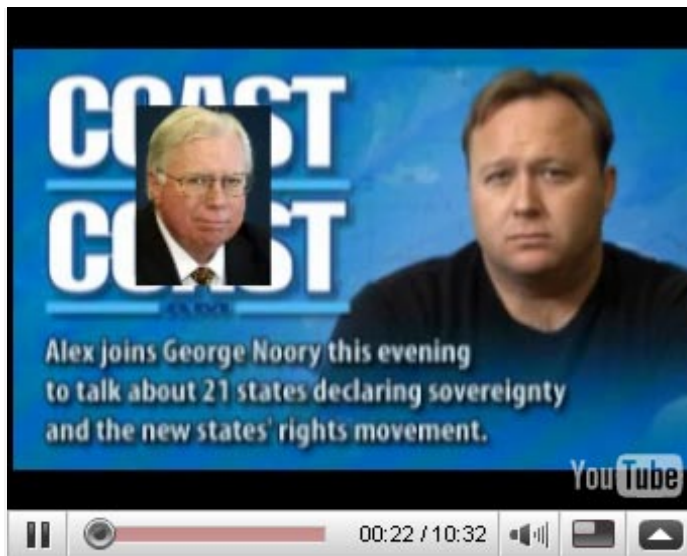 COAST
COAST
Alex joins George Noory this evening
to talk about 21 states declaring sovereignty
and the new states' rights movement.
YouTube
00:22 / 10:32